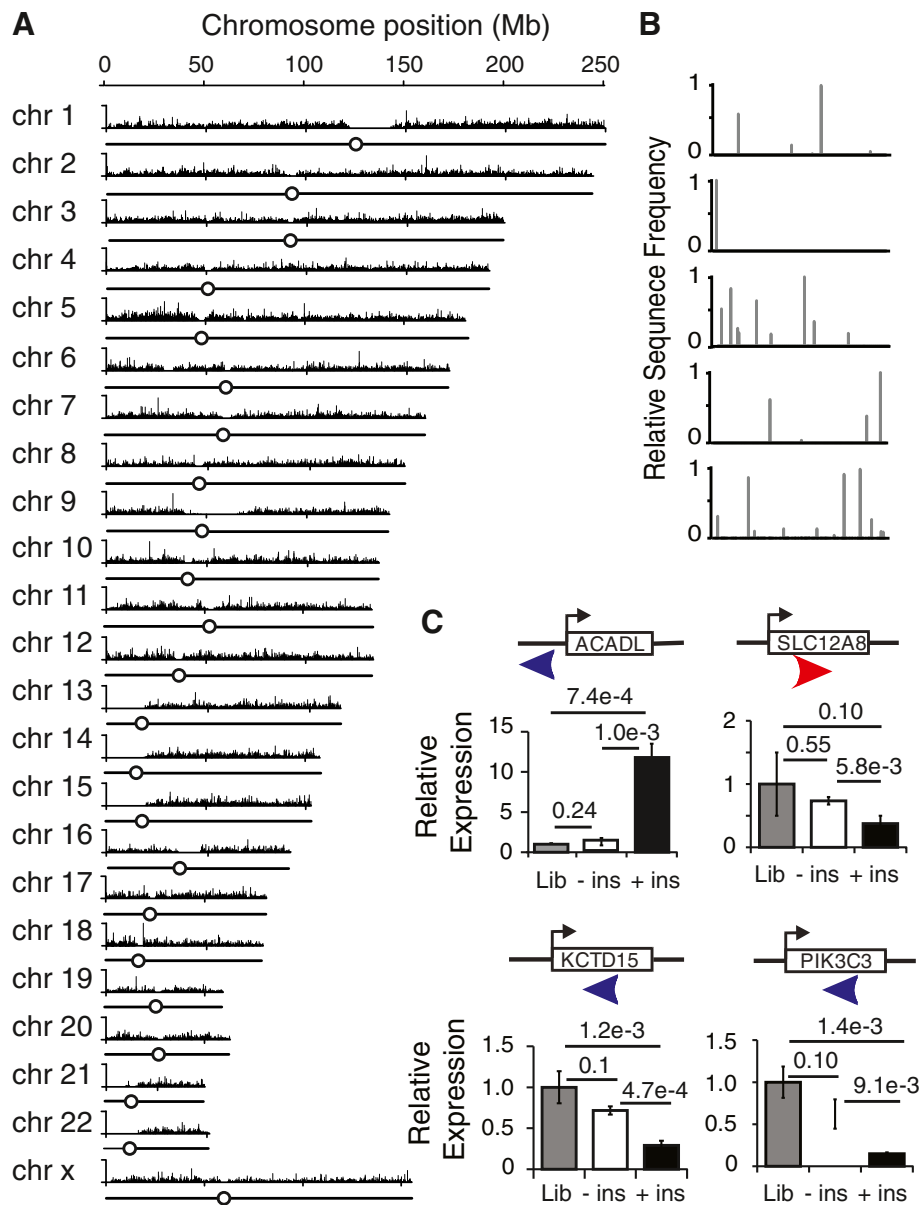 A
Chromosome position (Mb)
0 50 100 150 200 250
chr 1
chr 2
chr 3
chr 4
chr 5
chr 6
chr 7
chr 8
chr 9
chr 10
chr 11
chr 12
chr 13
chr 14
chr 15
chr 16
chr 17
chr 18
chr 19
chr 20
chr 21
chr 22
chr x
B
Relative Sequnece Frequency
1
0
1
0
1
0
1
0
1
0
C
ACADL
7.4e-4
1.0e-3
0.24
Relative
Expression
15
10
5
0
Lib - ins + ins
SLC12A8
0.10
0.55
5.8e-3
2
1
0
Lib - ins + ins
KCTD15
1.2e-3
0.1
4.7e-4
Relative
Expression
1.5
1.0
0.5
0
Lib - ins + ins
PIK3C3
1.4e-3
0.10
9.1e-3
1.5
1.0
0.5
0
Lib - ins + ins